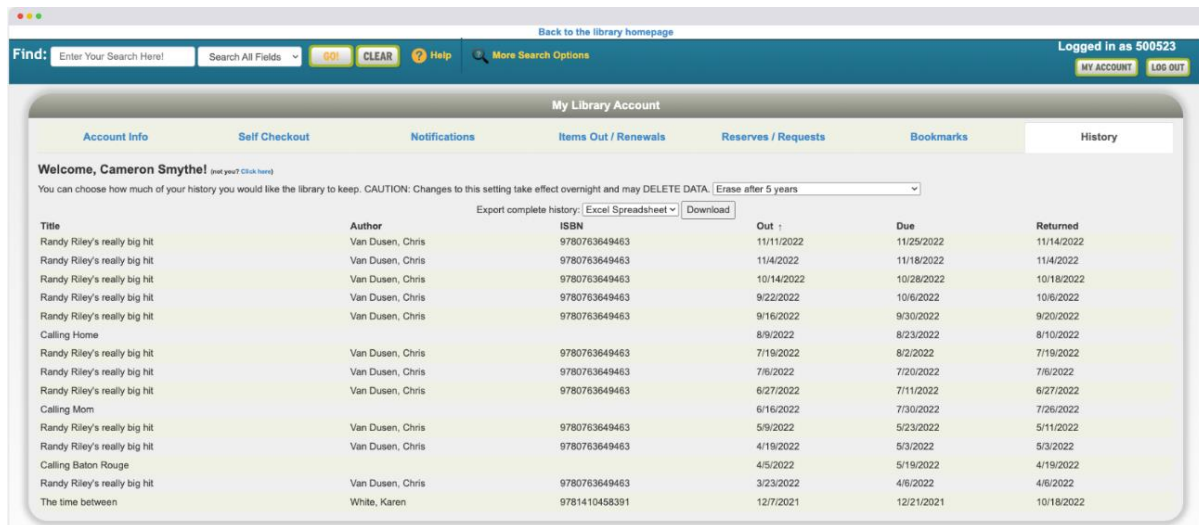 Back to the library homepage
Find: Enter Your Search Here! Search All Fields GO! CLEAR ? Help More Search Options Logged in as 500523
MY ACCOUNT LOG OUT
My Library Account
Account Info Self Checkout Notifications Items Out / Renewals Reserves / Requests Bookmarks History
Welcome, Cameron Smythe! (not you? Click here)
You can choose how much of your history you would like the library to keep. CAUTION: Changes to this setting take effect overnight and may DELETE DATA. Erase after 5 years
Export complete history: Excel Spreadsheet Download
Title Author ISBN Out ↑ Due Returned
Randy Riley's really big hit Van Dusen, Chris 9780763649463 11/11/2022 11/25/2022 11/14/2022
Randy Riley's really big hit Van Dusen, Chris 9780763649463 11/4/2022 11/18/2022 11/4/2022
Randy Riley's really big hit Van Dusen, Chris 9780763649463 10/14/2022 10/28/2022 10/18/2022
Randy Riley's really big hit Van Dusen, Chris 9780763649463 9/22/2022 10/6/2022 10/6/2022
Randy Riley's really big hit Van Dusen, Chris 9780763649463 9/16/2022 9/30/2022 9/20/2022
Calling Home 8/9/2022 8/23/2022 8/10/2022
Randy Riley's really big hit Van Dusen, Chris 9780763649463 7/19/2022 8/2/2022 7/19/2022
Randy Riley's really big hit Van Dusen, Chris 9780763649463 7/6/2022 7/20/2022 7/6/2022
Randy Riley's really big hit Van Dusen, Chris 9780763649463 6/27/2022 7/11/2022 6/27/2022
Calling Mom 6/16/2022 7/30/2022 7/26/2022
Randy Riley's really big hit Van Dusen, Chris 9780763649463 5/9/2022 5/23/2022 5/11/2022
Randy Riley's really big hit Van Dusen, Chris 9780763649463 4/19/2022 5/3/2022 5/3/2022
Calling Baton Rouge 4/5/2022 5/19/2022 4/19/2022
Randy Riley's really big hit Van Dusen, Chris 9780763649463 3/23/2022 4/6/2022 4/6/2022
The time between White, Karen 9781410458391 12/7/2021 12/21/2021 10/18/2022